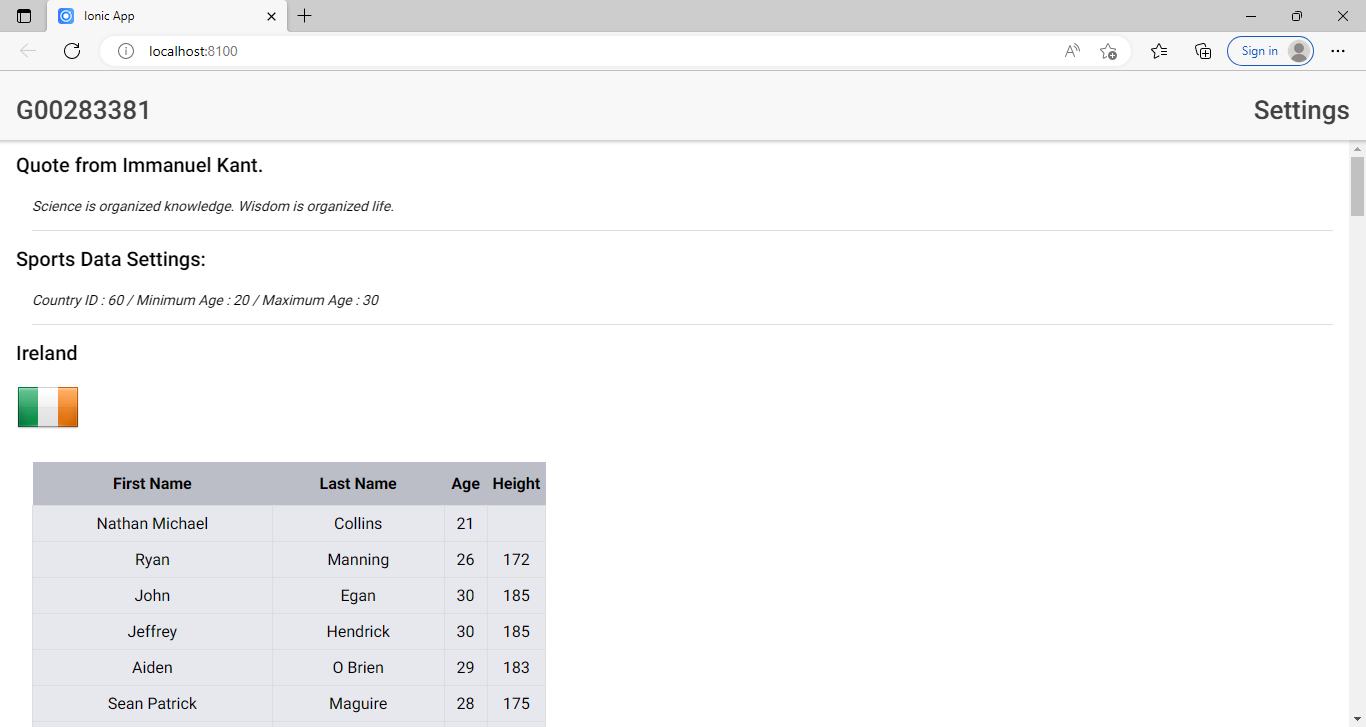 Ionic App
localhost:8100
Sign in
G00283381
Settings
Quote from Immanuel Kant.
Science is organized knowledge. Wisdom is organized life.
Sports Data Settings:
Country ID : 60 / Minimum Age : 20 / Maximum Age : 30
Ireland
First Name Last Name Age Height
Nathan Michael Collins 21
Ryan Manning 26 172
John Egan 30 185
Jeffrey Hendrick 30 185
Aiden O Brien 29 183
Sean Patrick Maguire 28 175